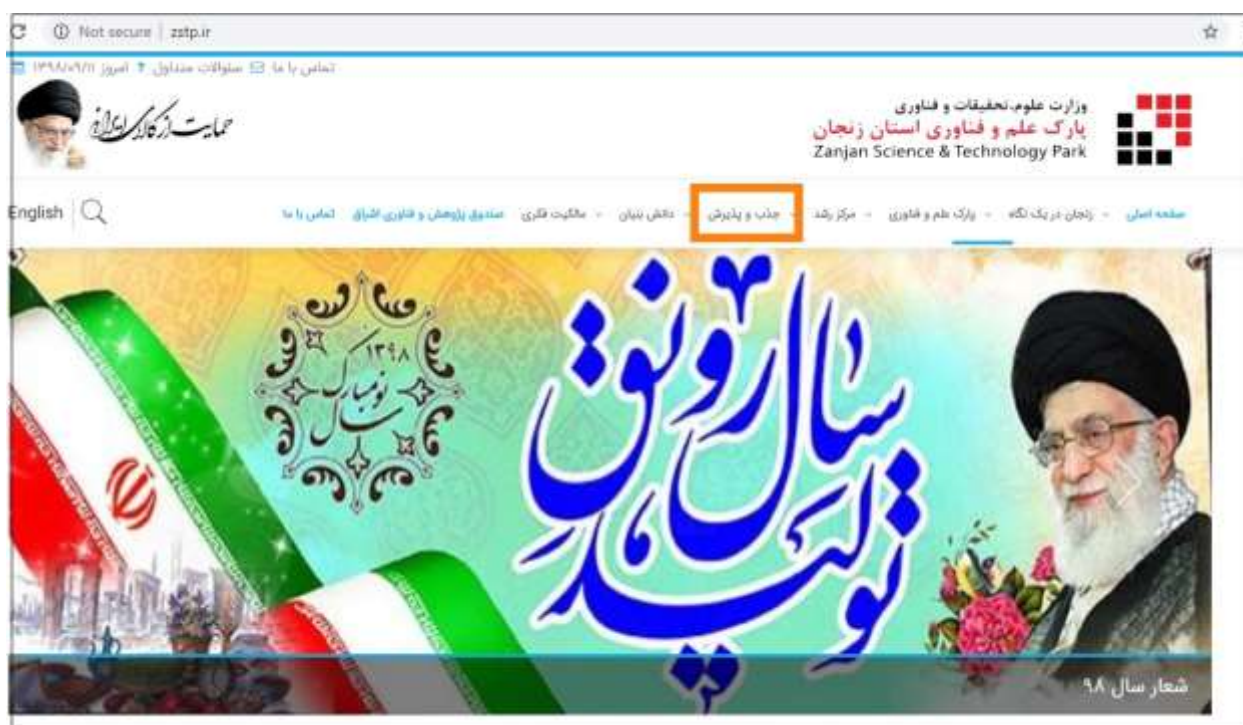 Not secure | zstp.ir
تماس با ما سئوالات متداول ? امروز ۱۳۹۸/۰۹/۱۱
وزارت علوم، تحقیقات و فناوری
پارک علم و فناوری استان زنجان
Zanjan Science & Technology Park
حمایت از کالای ایرانی
صفحه اصلی زنجان در یک نگاه پارک علم و فناوری مرکز رشد جذب و پذیرش دانش بنیان مالکیت فکری صندوق پژوهش و فناوری اشراق تماس با ما
English
سال رونق تولید
۱۳۹۸
سال نو مبارک
شعار سال ۹۸